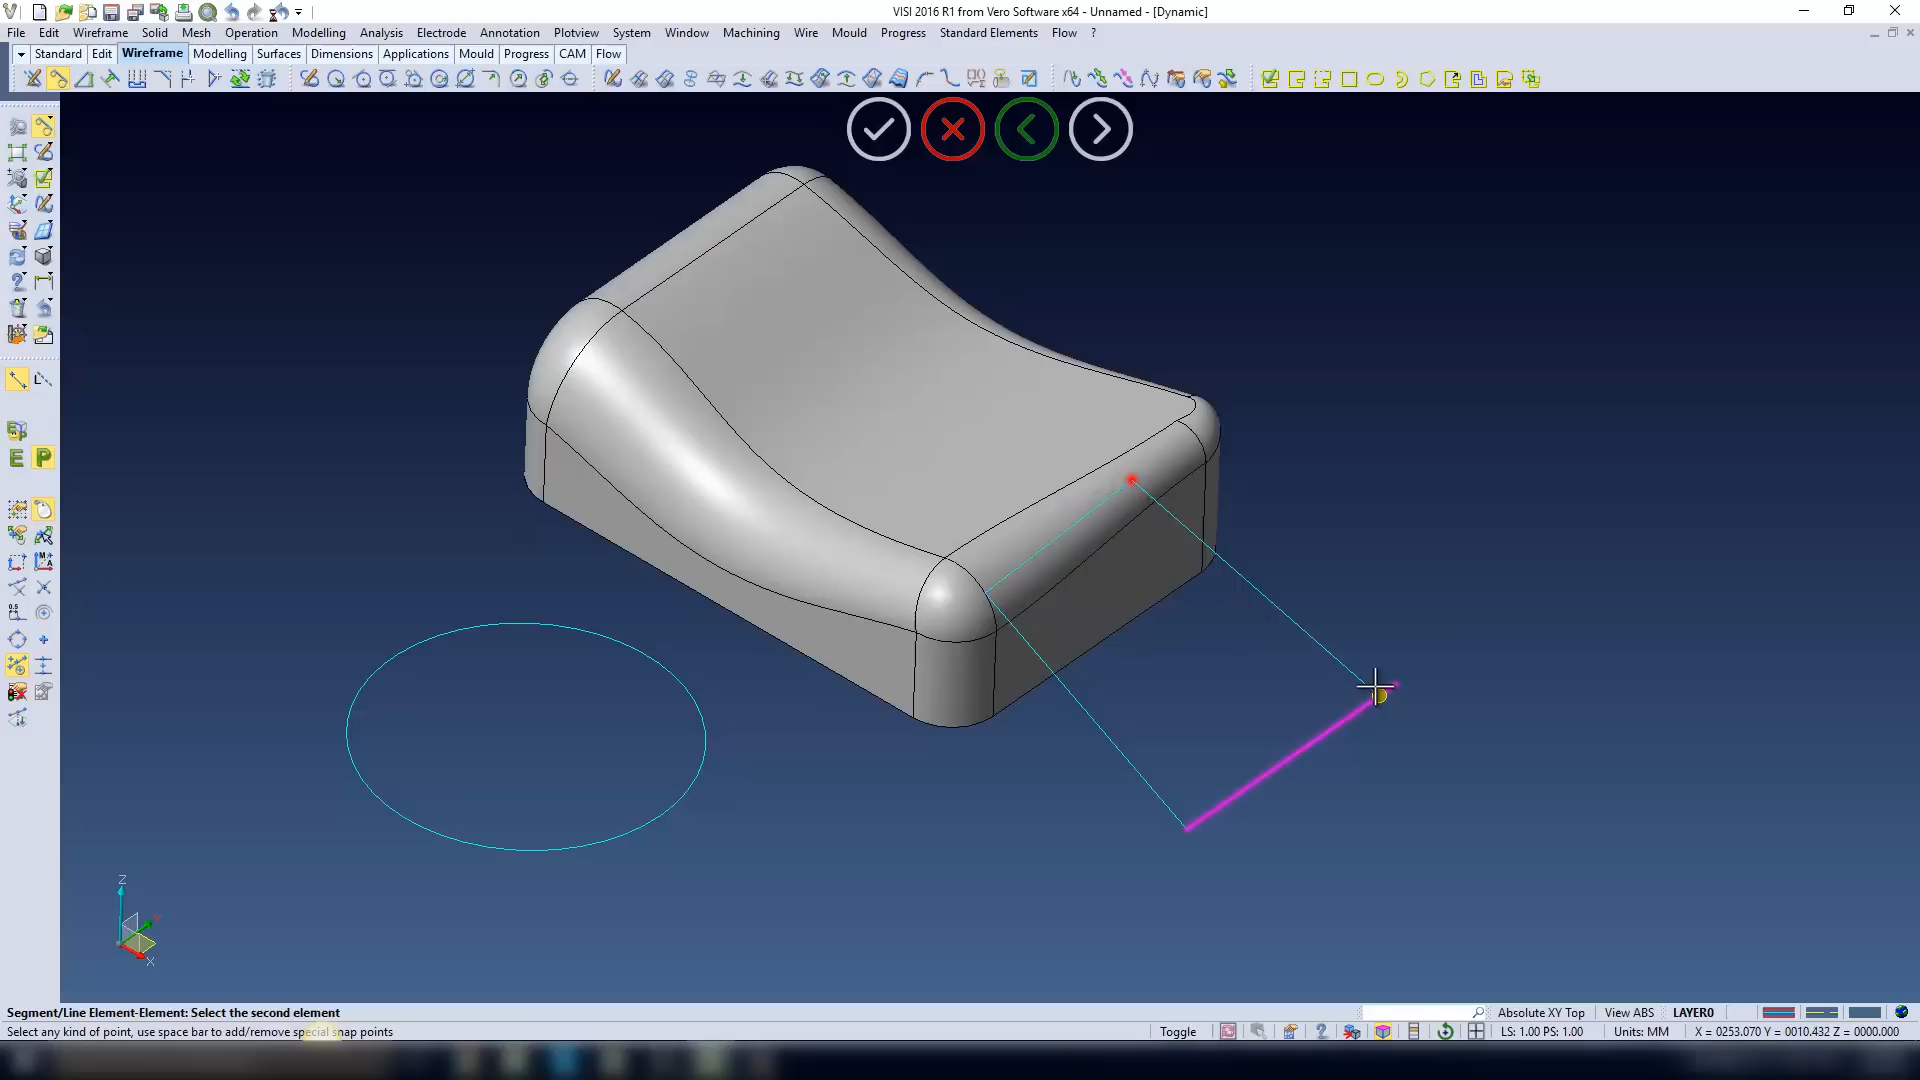 VISI 2016 R1 from Vero Software x64 - Unnamed - [Dynamic]
File Edit Wireframe Solid Mesh Operation Modelling Analysis Electrode Annotation Plotview System Window Machining Wire Mould Progress Standard Elements Flow ?
Standard Edit Wireframe Modelling Surfaces Dimensions Applications Mould Progress CAM Flow
E P
Z
Y
X
Segment/Line Element-Element: Select the second element
Absolute XY Top View ABS LAYER0
Select any kind of point, use space bar to add/remove special snap points
Toggle LS: 1.00 PS: 1.00 Units: MM X = 0253.070 Y = 0010.432 Z = 0000.000